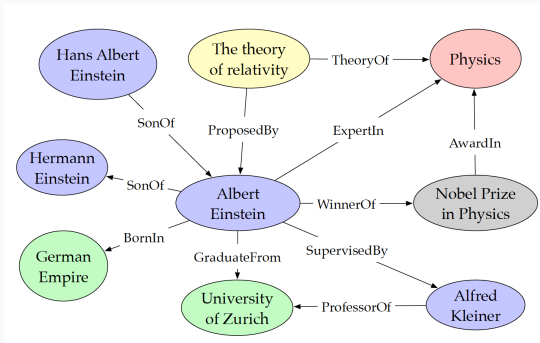 Hans Albert
Einstein
The theory
of relativity
TheoryOf
Physics
SonOf
ProposedBy
ExpertIn
AwardIn
Hermann
Einstein
SonOf
Albert
Einstein
WinnerOf
Nobel Prize
in Physics
BornIn
GraduateFrom
SupervisedBy
German
Empire
University
of Zurich
ProfessorOf
Alfred
Kleiner